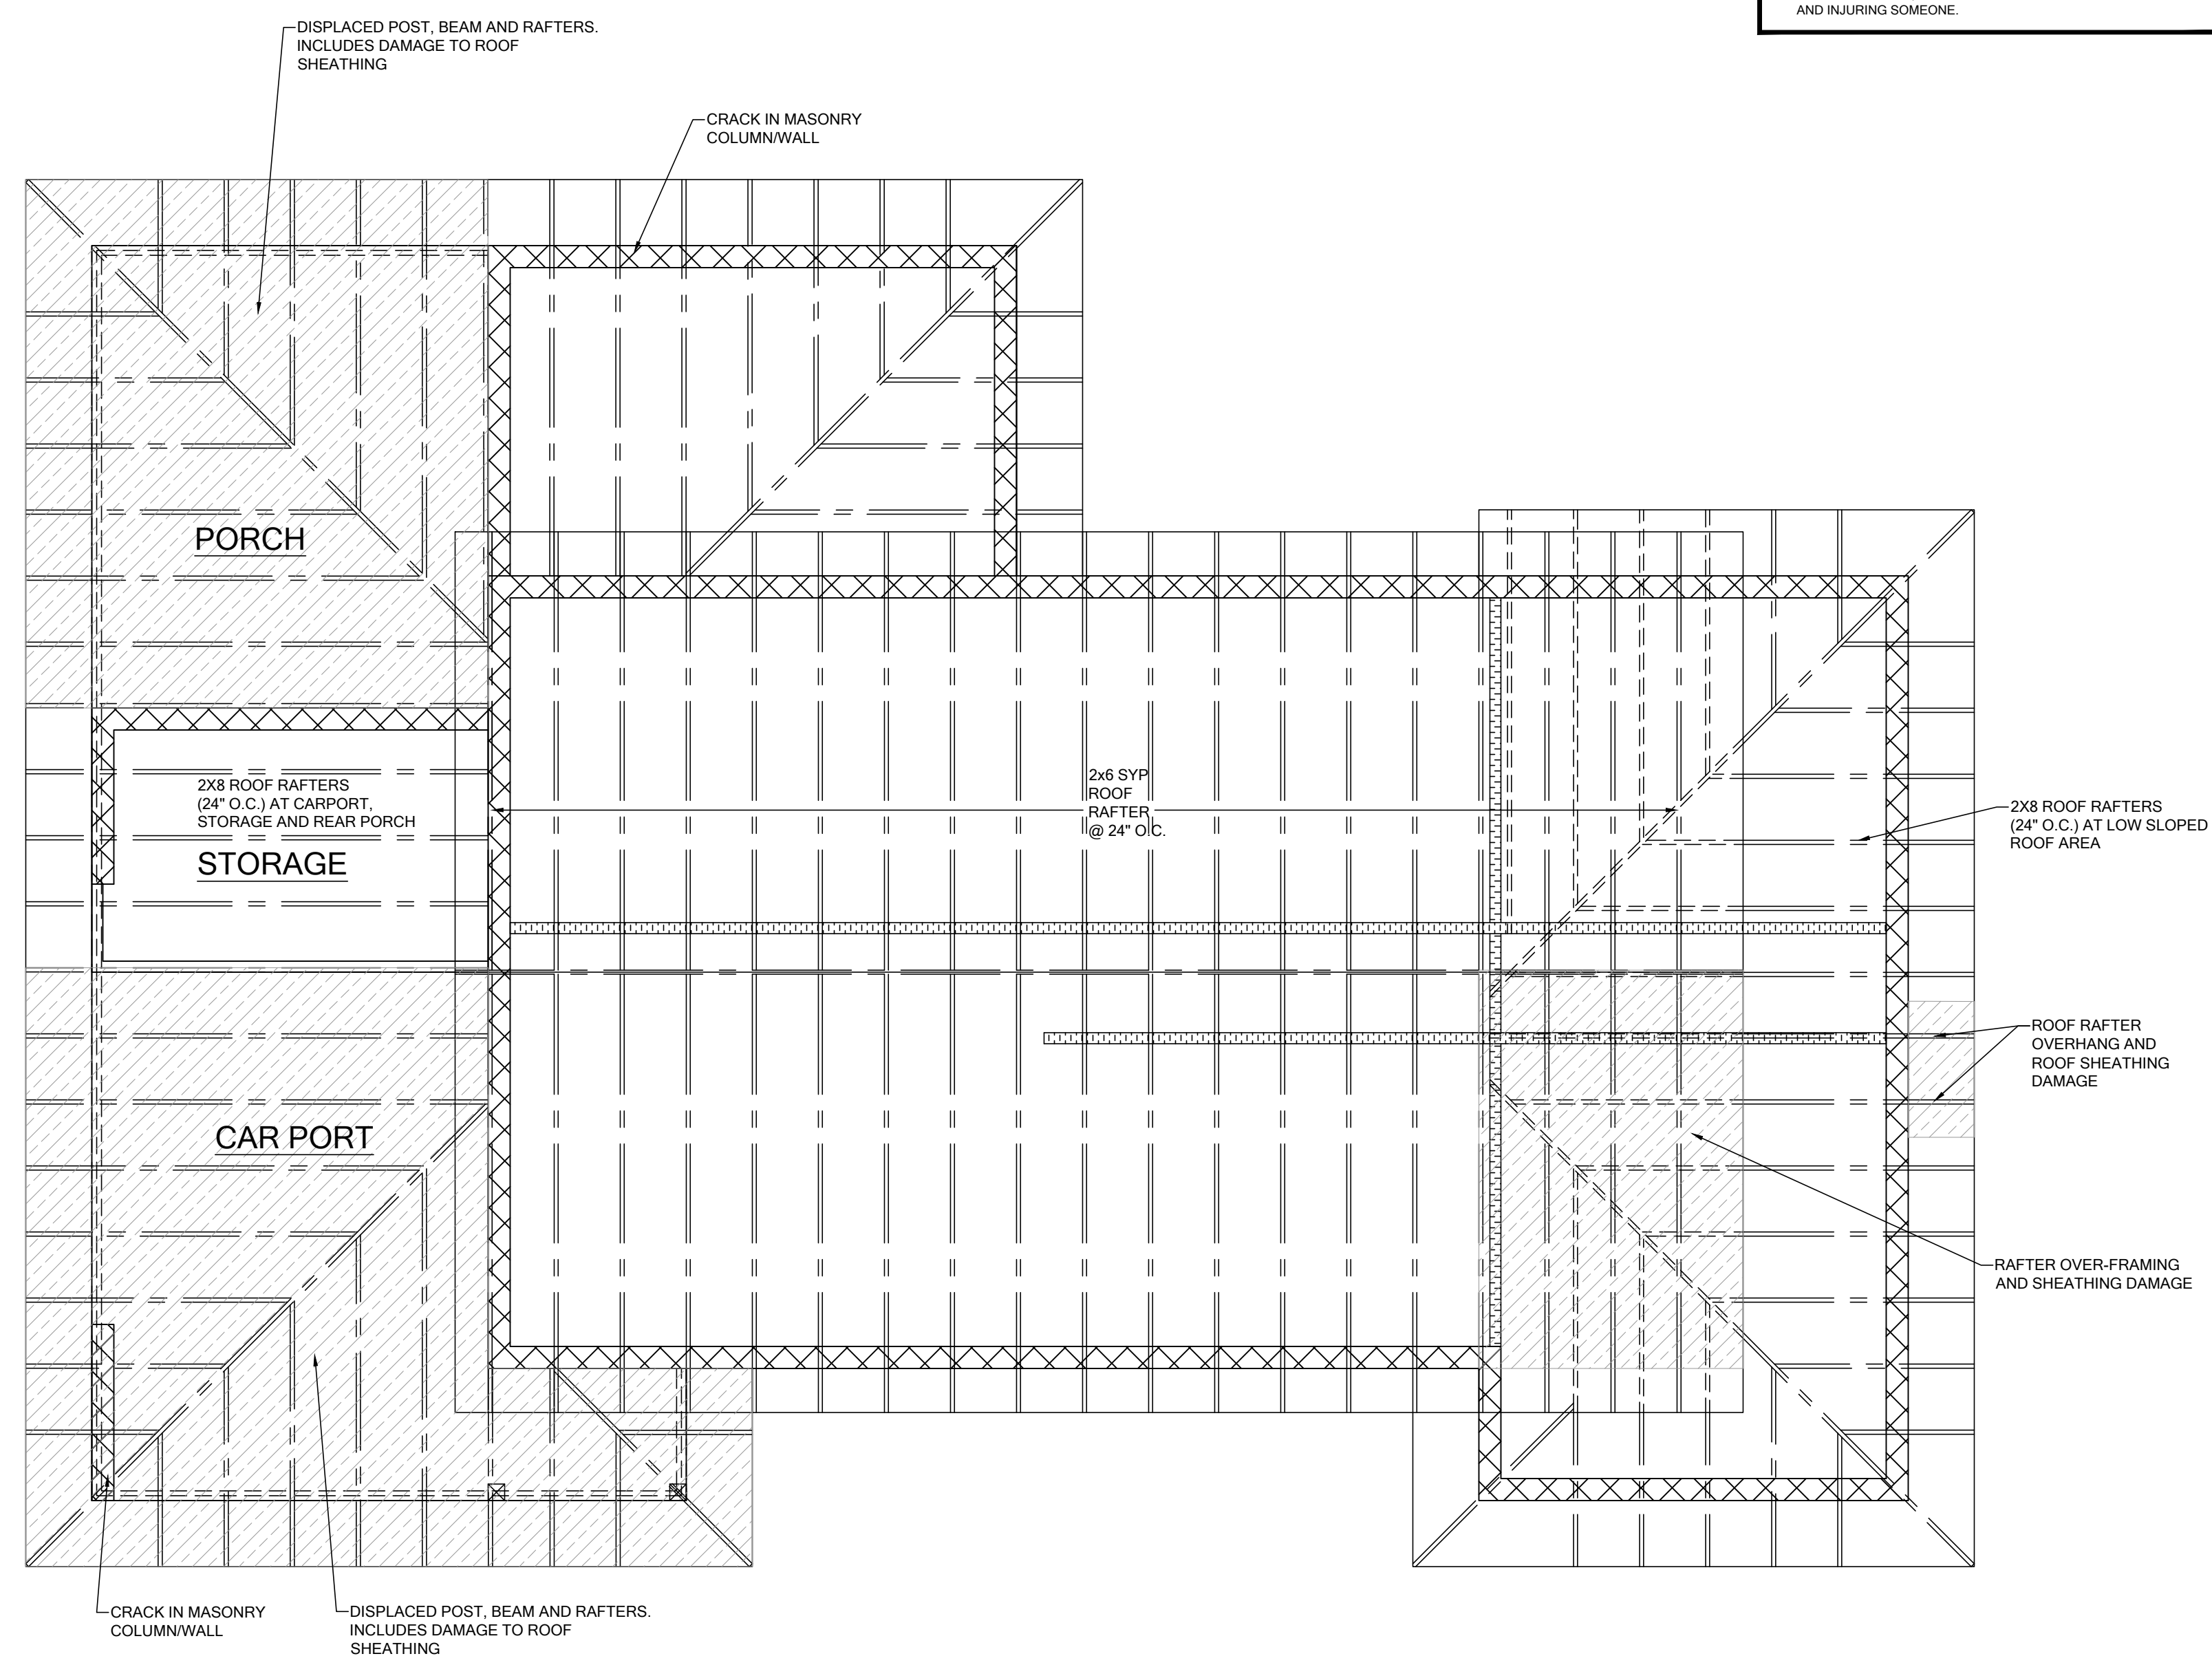 AND INJURING SOMEONE.
DISPLACED POST, BEAM AND RAFTERS.
INCLUDES DAMAGE TO ROOF
SHEATHING
CRACK IN MASONRY
COLUMN/WALL
PORCH
2X8 ROOF RAFTERS
(24" O.C.) AT CARPORT,
STORAGE AND REAR PORCH
STORAGE
2x6 SYP
ROOF
RAFTER
@ 24" O.C.
2X8 ROOF RAFTERS
(24" O.C.) AT LOW SLOPED
ROOF AREA
ROOF RAFTER
OVERHANG AND
ROOF SHEATHING
DAMAGE
CAR PORT
RAFTER OVER-FRAMING
AND SHEATHING DAMAGE
CRACK IN MASONRY
COLUMN/WALL
DISPLACED POST, BEAM AND RAFTERS.
INCLUDES DAMAGE TO ROOF
SHEATHING